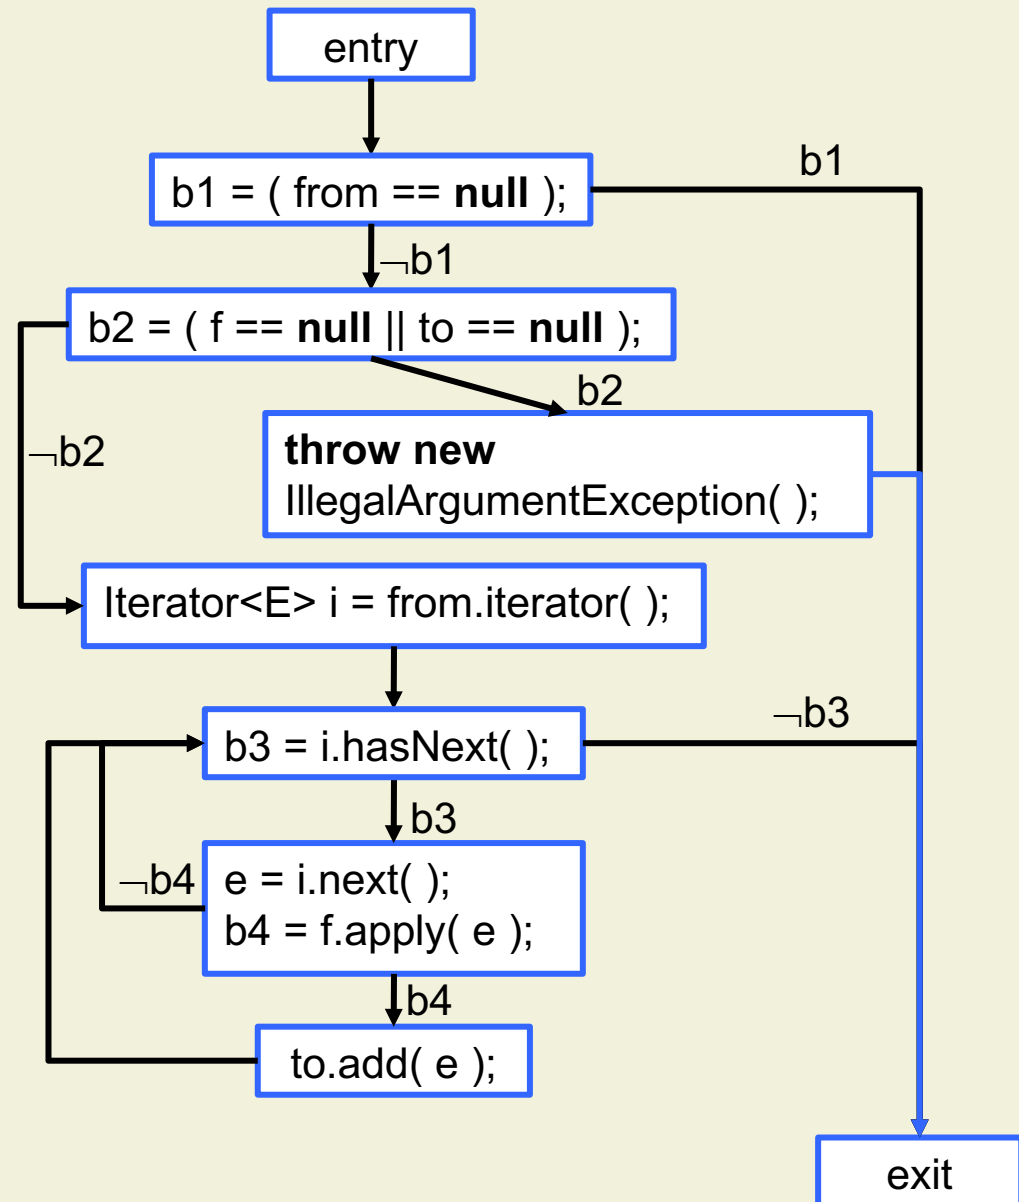 entry
b1 = ( from == null );
b1
¬b1
b2 = ( f == null || to == null );
b2
¬b2
throw new
IllegalArgumentException( );
Iterator<E> i = from.iterator( );
b3 = i.hasNext( );
¬b3
b3
¬b4
e = i.next( );
b4 = f.apply( e );
b4
to.add( e );
exit